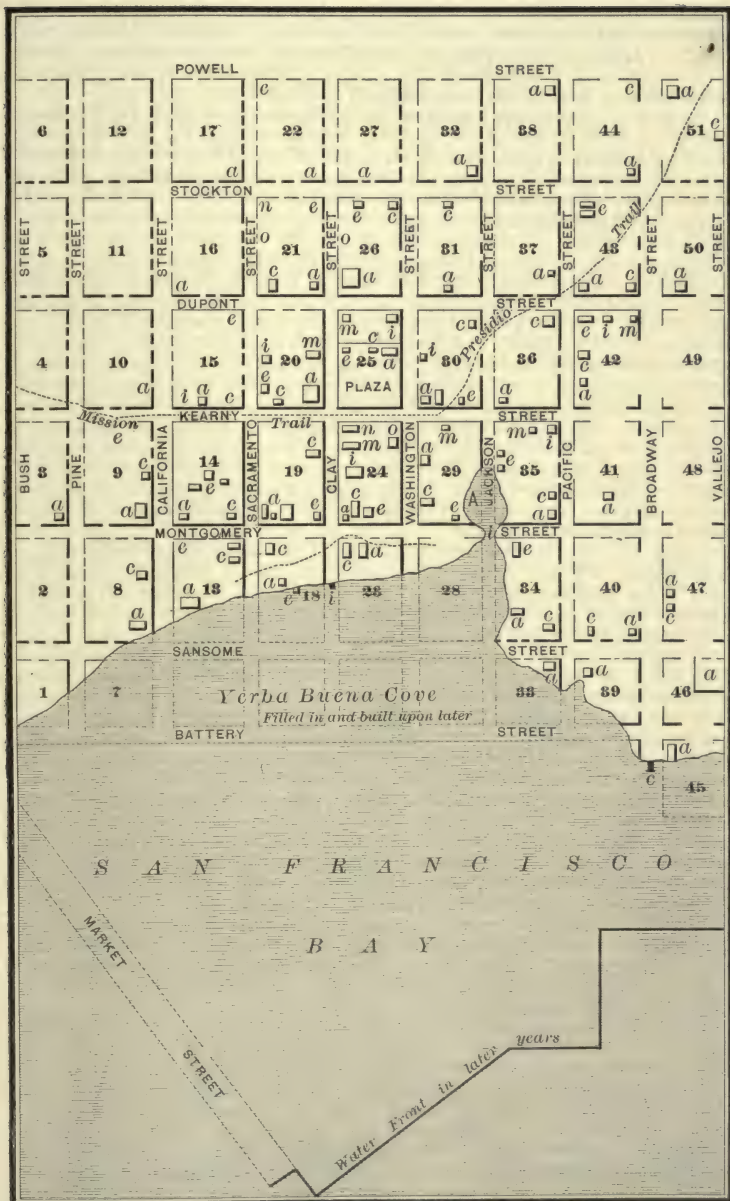 POWELL STREET
6 12 17 22 27 32 38 44 51
c a c a c
a a a a a
STOCKTON STREET
n e e c c e
STREET STREET STREET STREET STREET STREET STREET STREET STREET
5 11 16 21 26 31 37 43 50
o o Trail
a c a a a a a c a
DUPONT STREET
e m c i c Presidio c e i m
4 10 15 20 25 30 36 42 49
i m e a i c
PLAZA
a i a c e c a a e a a
Mission KEARNY Trail STREET
e c n o m m i
3 9 14 19 24 29 35 41 48
BUSH PINE CALIFORNIA SACRAMENTO CLAY WASHINGTON JACKSON PACIFIC BROADWAY VALLEJO
c e m i a A e a
a a a c a e a c e c e c a
MONTGOMERY STREET
e c c c a e
2 8 13 18 23 28 34 40 47
c a a a e i a c c a a c
SANSOME STREET
1 7 33 39 46
a a a
Yerba Buena Cove
Filled in and built upon later
BATTERY STREET
a
c
45
SAN FRANCISCO
BAY
MARKET
STREET
Water Front in later years